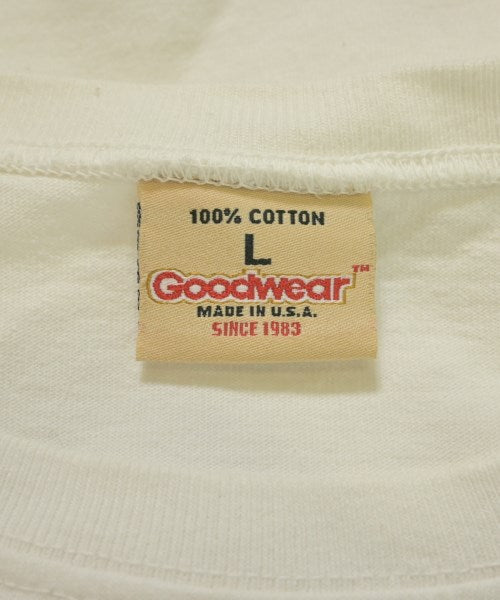 100% COTTON
L
Goodwear™
MADE IN U.S.A.
SINCE 1983